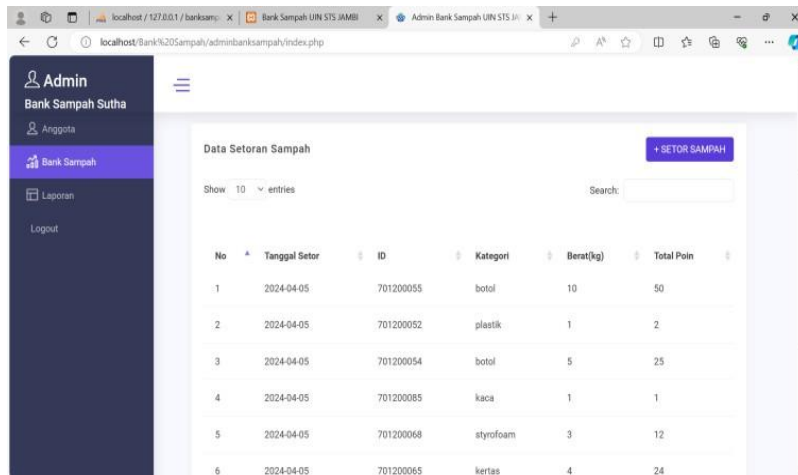 localhost / 127.0.0.1 / banksamp
Bank Sampah UIN STS JAMBI
Admin Bank Sampah UIN STS JA
localhost/Bank%20Sampah/adminbanksampah/index.php
Admin
Bank Sampah Sutha
Anggota
Bank Sampah
Laporan
Logout
Data Setoran Sampah
+ SETOR SAMPAH
Show 10 entries
Search:
No Tanggal Setor ID Kategori Berat(kg) Total Poin
1 2024-04-05 701200055 botol 10 50
2 2024-04-05 701200052 plastik 1 2
3 2024-04-05 701200054 botol 5 25
4 2024-04-05 701200085 kaca 1 1
5 2024-04-05 701200068 styrofoam 3 12
6 2024-04-05 701200065 kertas 4 24